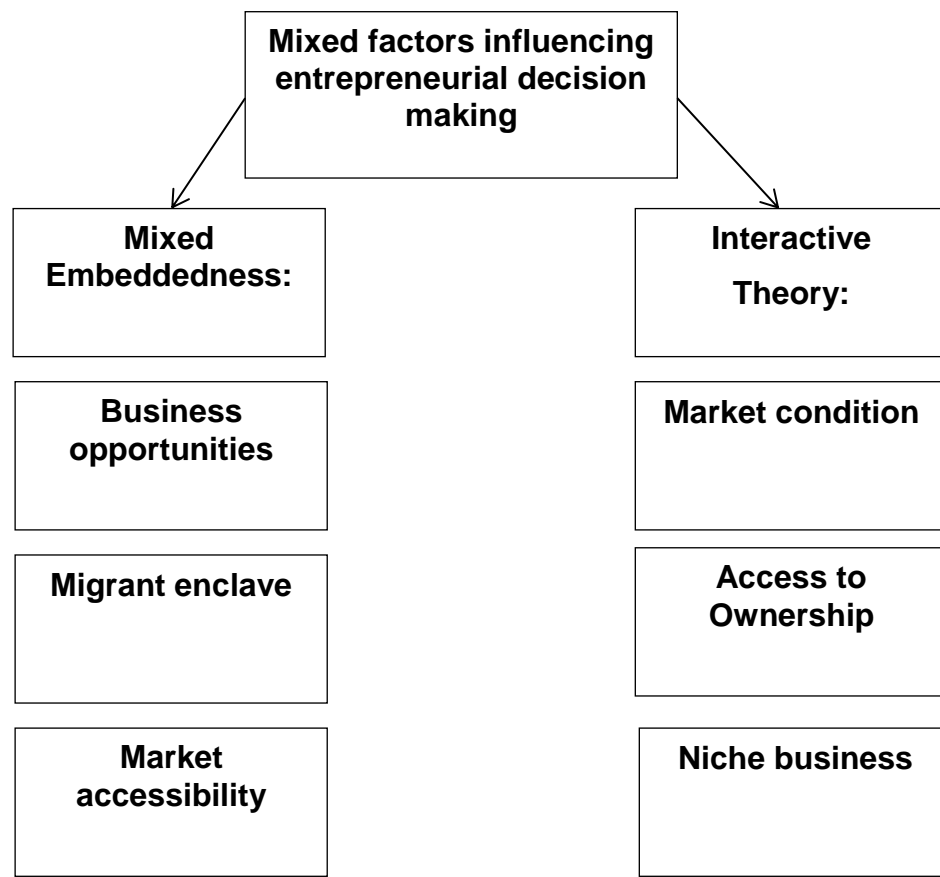 Mixed factors influencing
entrepreneurial decision
making
Mixed
Embeddedness:
Interactive
Theory:
Business
opportunities
Market condition
Migrant enclave
Access to
Ownership
Market
accessibility
Niche business